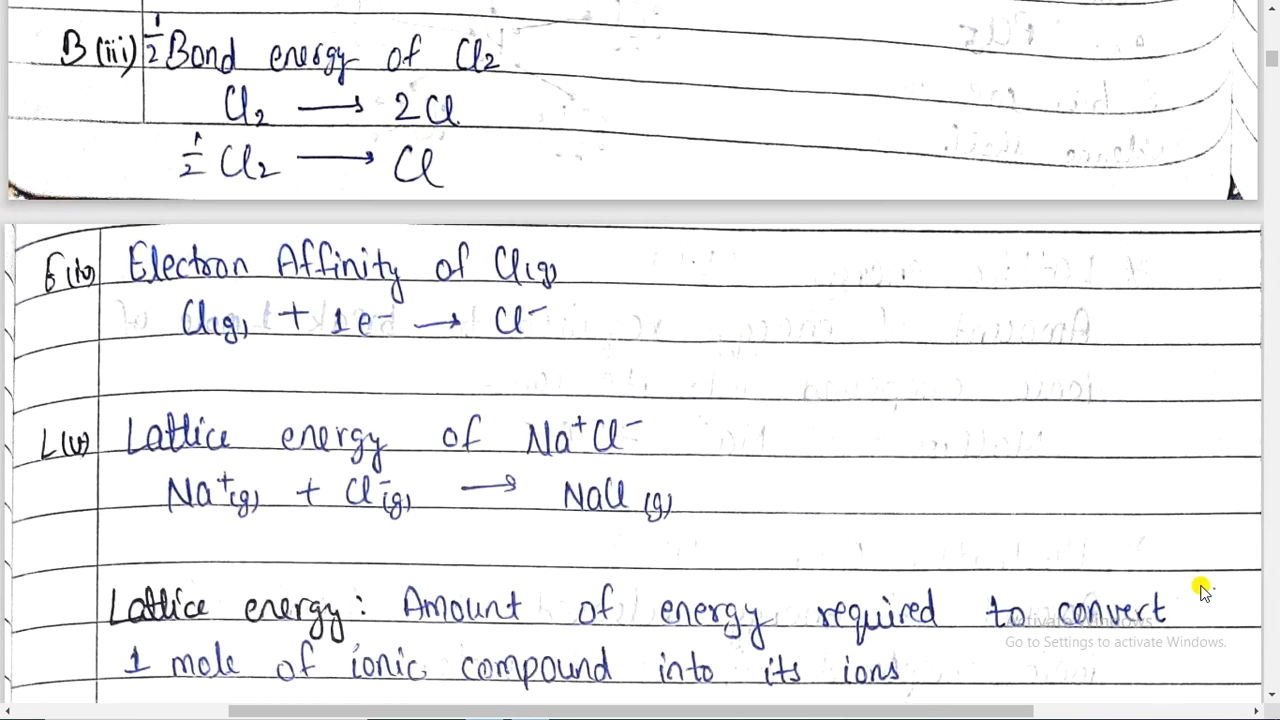 B(iii) 1/2 Bond energy of Cl2
Cl2 ⟶ 2Cl
1/2 Cl2 ⟶ Cl
E(iv) Electron Affinity of Cl(g)
Cl(g) + 1e⁻ → Cl⁻
L(v) Lattice energy of Na⁺Cl⁻
Na⁺(g) + Cl⁻(g) ⟶ NaCl(g)
Lattice energy: Amount of energy required to convert
1 mole of ionic compound into its ions
Activate Windows
Go to Settings to activate Windows.